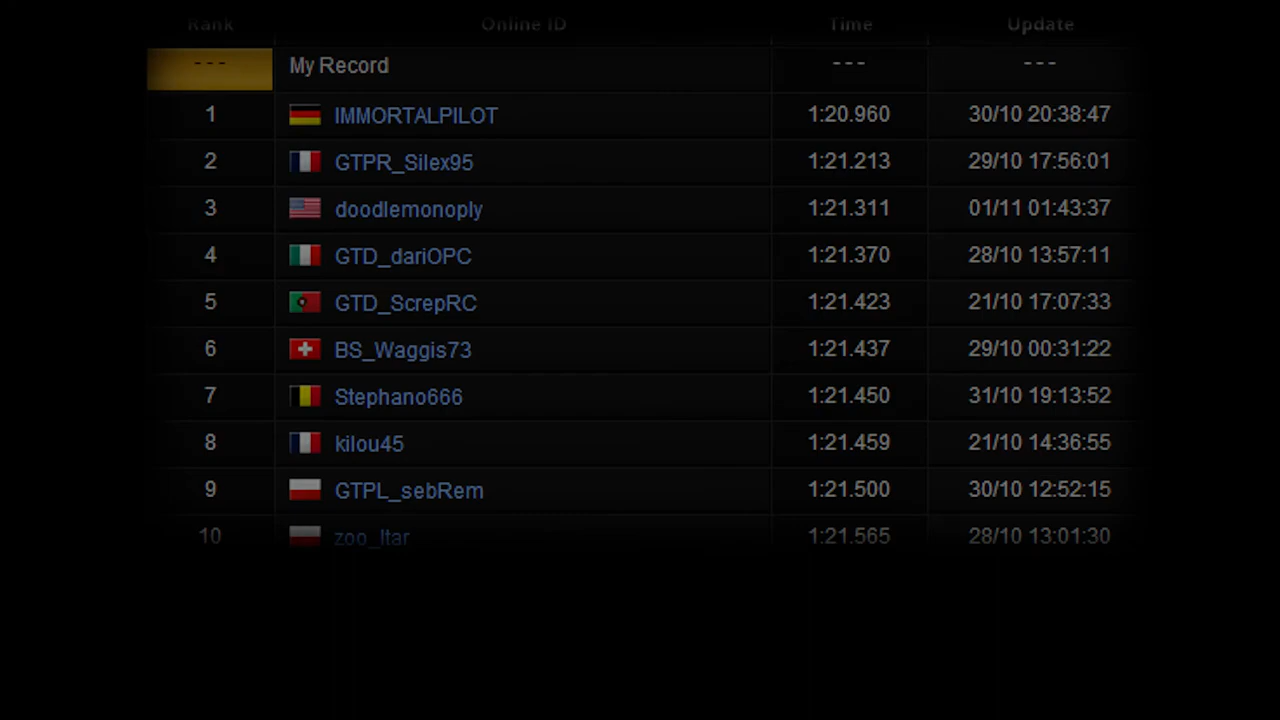 Rank Online ID Time Update
--- My Record --- ---
1 IMMORTALPILOT 1:20.960 30/10 20:38:47
2 GTPR_Silex95 1:21.213 29/10 17:56:01
3 doodlemonoply 1:21.311 01/11 01:43:37
4 GTD_dariOPC 1:21.370 28/10 13:57:11
5 GTD_ScrepRC 1:21.423 21/10 17:07:33
6 BS_Waggis73 1:21.437 29/10 00:31:22
7 Stephano666 1:21.450 31/10 19:13:52
8 kilou45 1:21.459 21/10 14:36:55
9 GTPL_sebRem 1:21.500 30/10 12:52:15
10 zoo_ltar 1:21.565 28/10 13:01:30